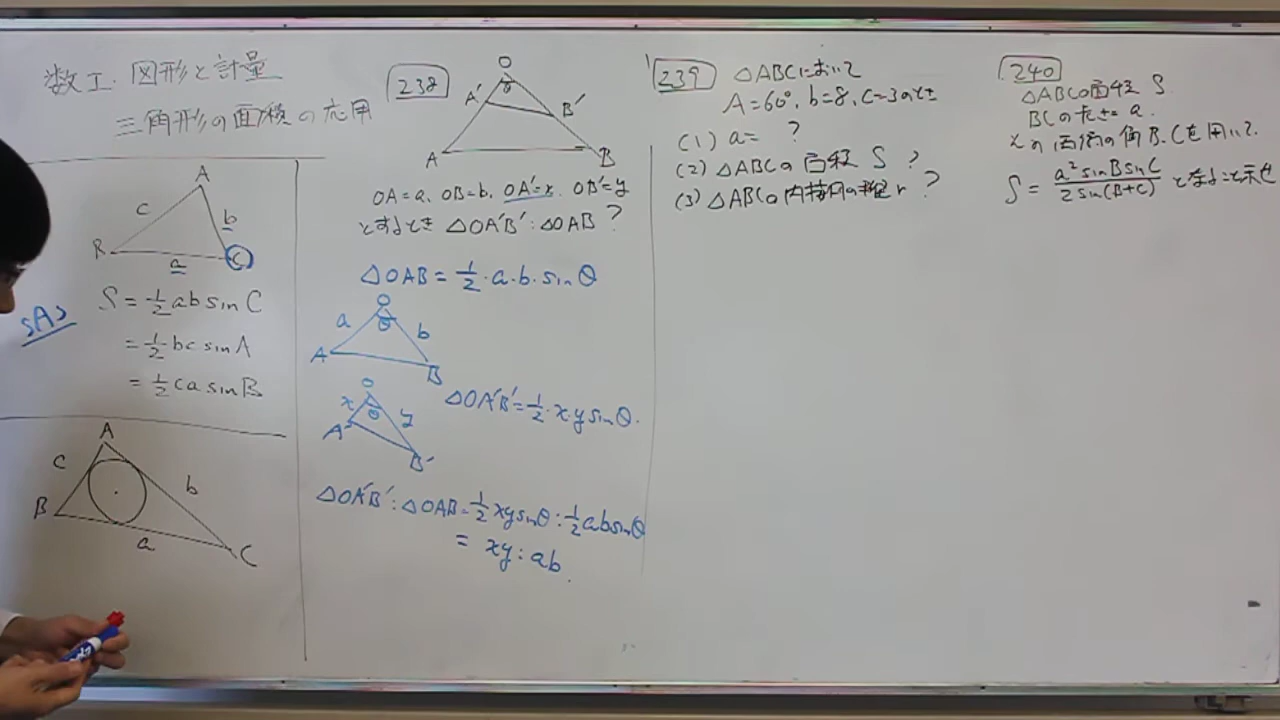 数I. 図形と計量
三角形の面積の応用
A
c
b
B
a
C
SAS
S = 1/2 ab sin C
= 1/2 bc sin A
= 1/2 ca sin B
A
c
b
B
a
C
238
O
θ
A'
B'
A
B
OA=a, OB=b, OA'=x, OB'=y
とするとき △OA'B' : △OAB ?
△OAB = 1/2・a・b・sin θ
O
a
θ
b
A
B
O
x
θ
y
A'
B'
△OA'B' = 1/2・x・y sin θ.
△OA'B' : △OAB = 1/2 xy sin θ : 1/2 ab sin θ
= xy : ab.
239
△ABCにおいて
A=60°, b=8, c=3のとき
(1) a= ?
(2) △ABCの面積 S ?
(3) △ABCの内接円の半径 r ?
240
△ABCの面積 S.
BCの長さ a.
その両端の角B,Cを用いて.
S = a² sin B sin C / 2 sin(B+C) となること示せ